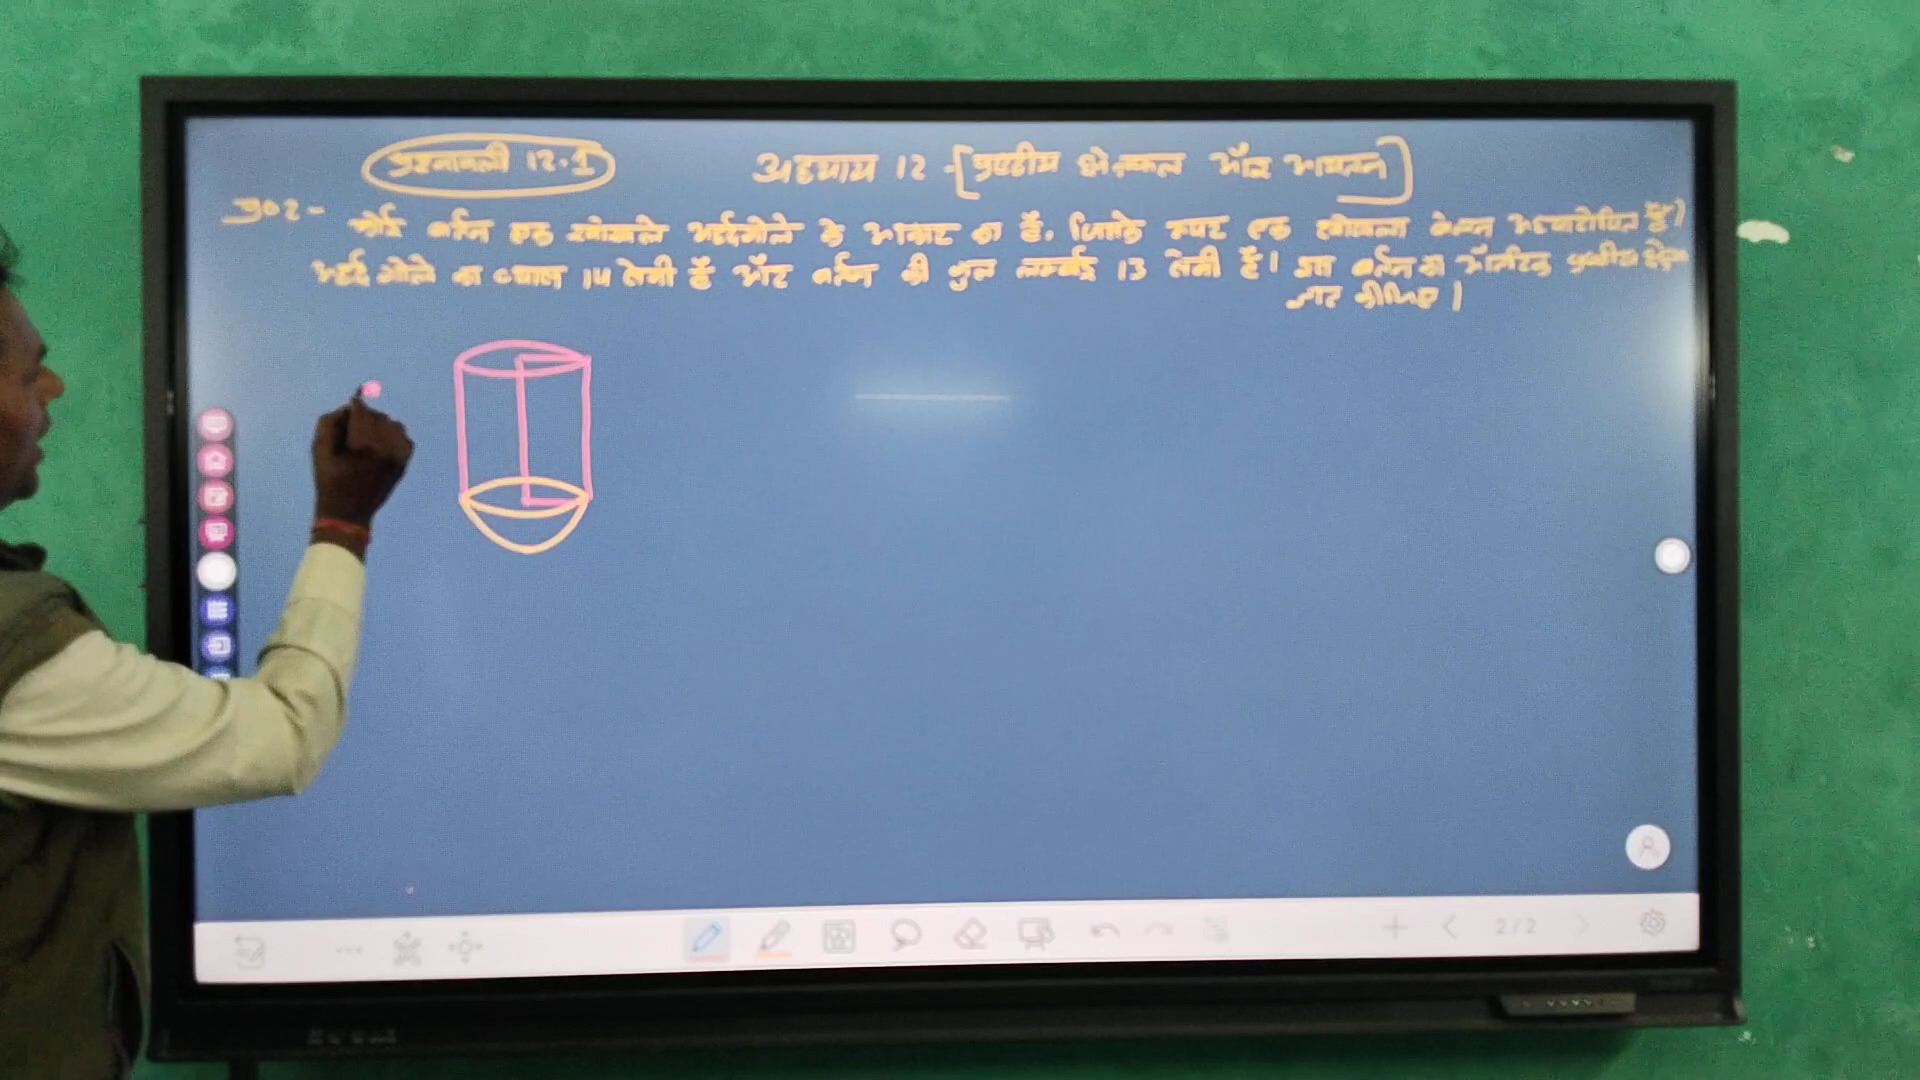 प्रश्नावली 12.1
अध्याय 12 - [पृष्ठीय क्षेत्रफल और आयतन]
प्र02- कोई बर्तन एक खोखले अर्द्धगोले के आकार का है, जिसके ऊपर एक खोखला बेलन अध्यारोपित है।
अर्द्ध गोले का व्यास 14 सेमी है और बर्तन की कुल लम्बाई 13 सेमी है। इस बर्तन का आंतरिक पृष्ठीय क्षेत्रफल
ज्ञात कीजिए।
2/2